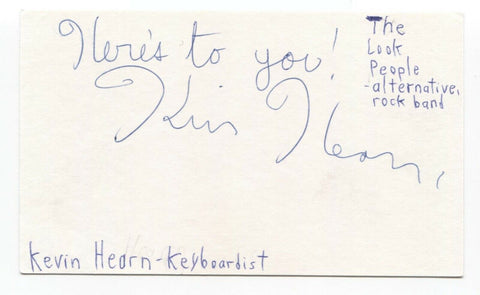 Here's to you!
Kevin Hearn
The
Look
People
-alternative,
rock band
Kevin Hearn-Keyboardist